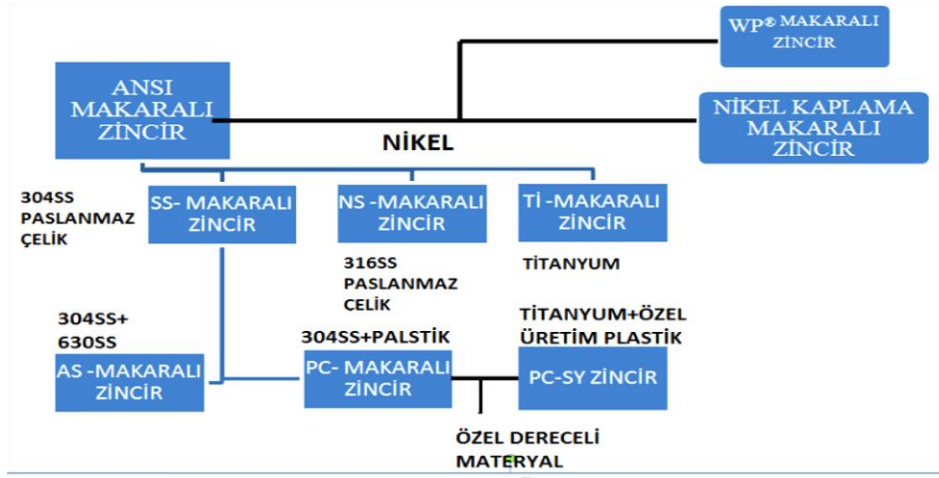 WP® MAKARALI
ZİNCİR
ANSI
MAKARALI
ZİNCİR
NİKEL KAPLAMA
MAKARALI
ZİNCİR
NİKEL
304SS
PASLANMAZ
ÇELİK
SS- MAKARALI
ZİNCİR
NS -MAKARALI
ZİNCİR
Tİ -MAKARALI
ZİNCİR
316SS
PASLANMAZ
ÇELİK
TİTANYUM
304SS+
630SS
AS -MAKARALI
ZİNCİR
304SS+PALSTİK
PC- MAKARALI
ZİNCİR
TİTANYUM+ÖZEL
ÜRETİM PLASTİK
PC-SY ZİNCİR
ÖZEL DERECELİ
MATERYAL